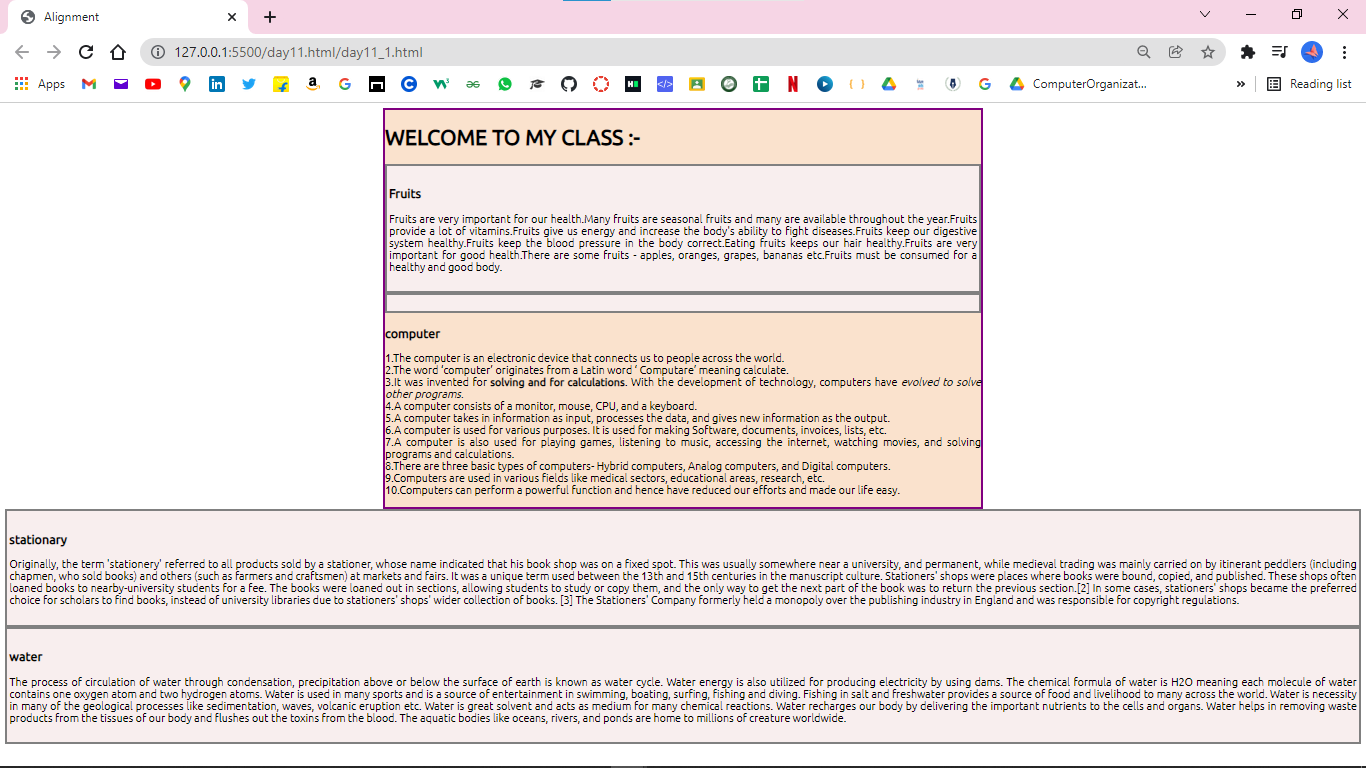 Alignment
127.0.0.1:5500/day11.html/day11_1.html
Apps
ComputerOrganizat...
»
Reading list
WELCOME TO MY CLASS :-
Fruits
Fruits are very important for our health.Many fruits are seasonal fruits and many are available throughout the year.Fruits
provide a lot of vitamins.Fruits give us energy and increase the body's ability to fight diseases.Fruits keep our digestive
system healthy.Fruits keep the blood pressure in the body correct.Eating fruits keeps our hair healthy.Fruits are very
important for good health.There are some fruits - apples, oranges, grapes, bananas etc.Fruits must be consumed for a
healthy and good body.
computer
1.The computer is an electronic device that connects us to people across the world.
2.The word ‘computer’ originates from a Latin word ‘ Computare’ meaning calculate.
3.It was invented for solving and for calculations. With the development of technology, computers have evolved to solve
other programs.
4.A computer consists of a monitor, mouse, CPU, and a keyboard.
5.A computer takes in information as input, processes the data, and gives new information as the output.
6.A computer is used for various purposes. It is used for making Software, documents, invoices, lists, etc.
7.A computer is also used for playing games, listening to music, accessing the internet, watching movies, and solving
programs and calculations.
8.There are three basic types of computers- Hybrid computers, Analog computers, and Digital computers.
9.Computers are used in various fields like medical sectors, educational areas, research, etc.
10.Computers can perform a powerful function and hence have reduced our efforts and made our life easy.
stationary
Originally, the term 'stationery' referred to all products sold by a stationer, whose name indicated that his book shop was on a fixed spot. This was usually somewhere near a university, and permanent, while medieval trading was mainly carried on by itinerant peddlers (including
chapmen, who sold books) and others (such as farmers and craftsmen) at markets and fairs. It was a unique term used between the 13th and 15th centuries in the manuscript culture. Stationers' shops were places where books were bound, copied, and published. These shops often
loaned books to nearby-university students for a fee. The books were loaned out in sections, allowing students to study or copy them, and the only way to get the next part of the book was to return the previous section.[2] In some cases, stationers' shops became the preferred
choice for scholars to find books, instead of university libraries due to stationers' shops' wider collection of books. [3] The Stationers' Company formerly held a monopoly over the publishing industry in England and was responsible for copyright regulations.
water
The process of circulation of water through condensation, precipitation above or below the surface of earth is known as water cycle. Water energy is also utilized for producing electricity by using dams. The chemical formula of water is H2O meaning each molecule of water
contains one oxygen atom and two hydrogen atoms. Water is used in many sports and is a source of entertainment in swimming, boating, surfing, fishing and diving. Fishing in salt and freshwater provides a source of food and livelihood to many across the world. Water is necessity
in many of the geological processes like sedimentation, waves, volcanic eruption etc. Water is great solvent and acts as medium for many chemical reactions. Water recharges our body by delivering the important nutrients to the cells and organs. Water helps in removing waste
products from the tissues of our body and flushes out the toxins from the blood. The aquatic bodies like oceans, rivers, and ponds are home to millions of creature worldwide.